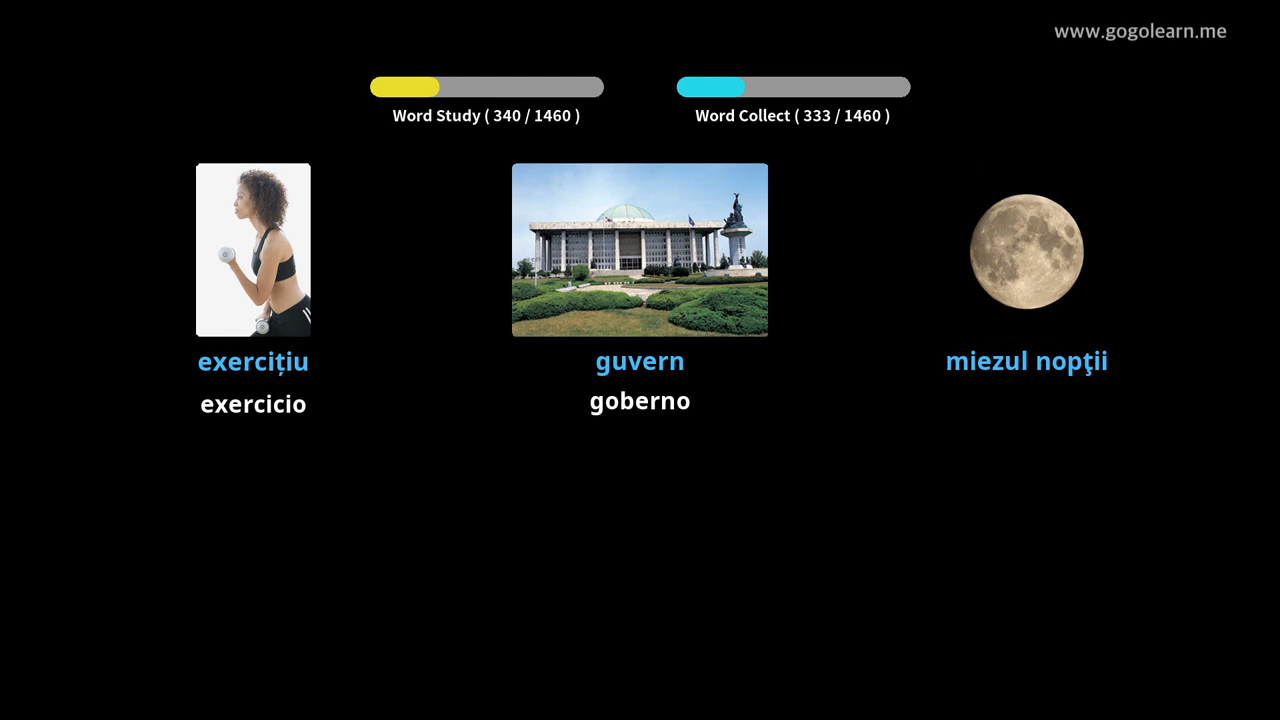 www.gogolearn.me
Word Study ( 340 / 1460 )
Word Collect ( 333 / 1460 )
exercițiu
guvern
miezul nopţii
exercicio
goberno